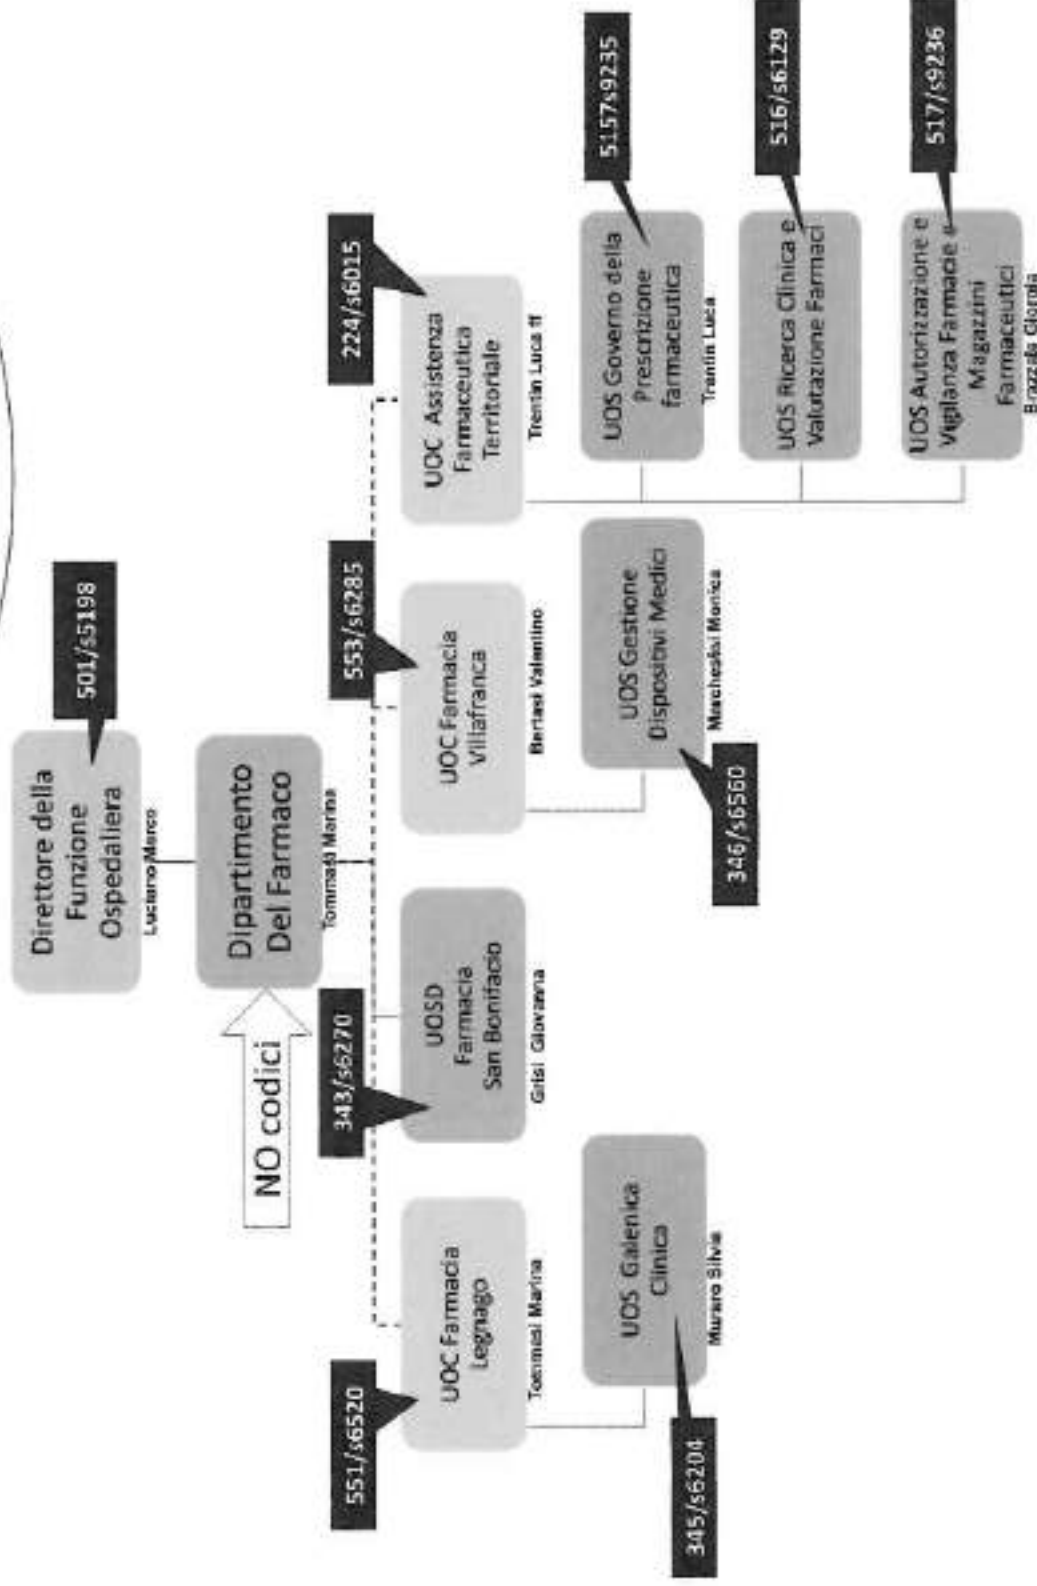 Direttore della
Funzione
Ospedaliera
501/s5198
Luciano Marco
Dipartimento
Del Farmaco
Tommasi Marina
NO codici
551/s6520
UOC Farmacia
Legnago
Tommasi Marina
343/s6270
UOSD
Farmacia
San Bonifacio
Grisi Giovanna
553/s6285
UOC Farmacia
Villafranca
Bertasi Valentino
224/s6015
UOC Assistenza
Farmaceutica
Territoriale
Trentin Luca ff
UOS Galenica
Clinica
Muraro Silvia
345/s6204
UOS Gestione
Dispositivi Medici
Marchesini Monica
346/s6560
UOS Governo della
Prescrizione
farmaceutica
Trentin Luca
5157s9235
UOS Ricerca Clinica e
Valutazione Farmaci
516/s6129
UOS Autorizzazione e
Vigilanza Farmacie e
Magazzini
Farmaceutici
517/s9236